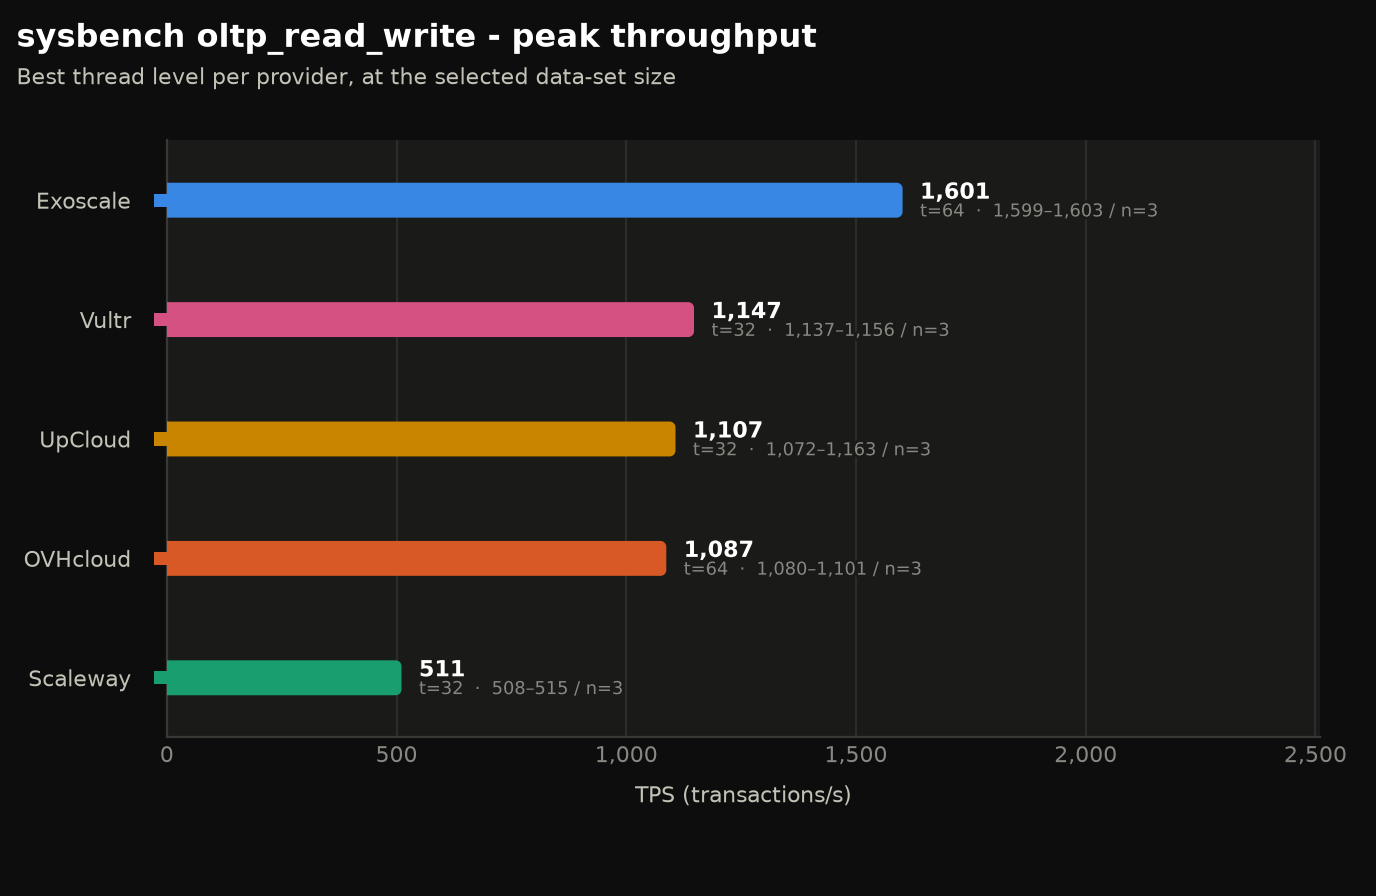 sysbench oltp_read_write - peak throughput
Best thread level per provider, at the selected data-set size
Exoscale
1,601
t=64 · 1,599–1,603 / n=3
Vultr
1,147
t=32 · 1,137–1,156 / n=3
UpCloud
1,107
t=32 · 1,072–1,163 / n=3
OVHcloud
1,087
t=64 · 1,080–1,101 / n=3
Scaleway
511
t=32 · 508–515 / n=3
0 500 1,000 1,500 2,000 2,500
TPS (transactions/s)